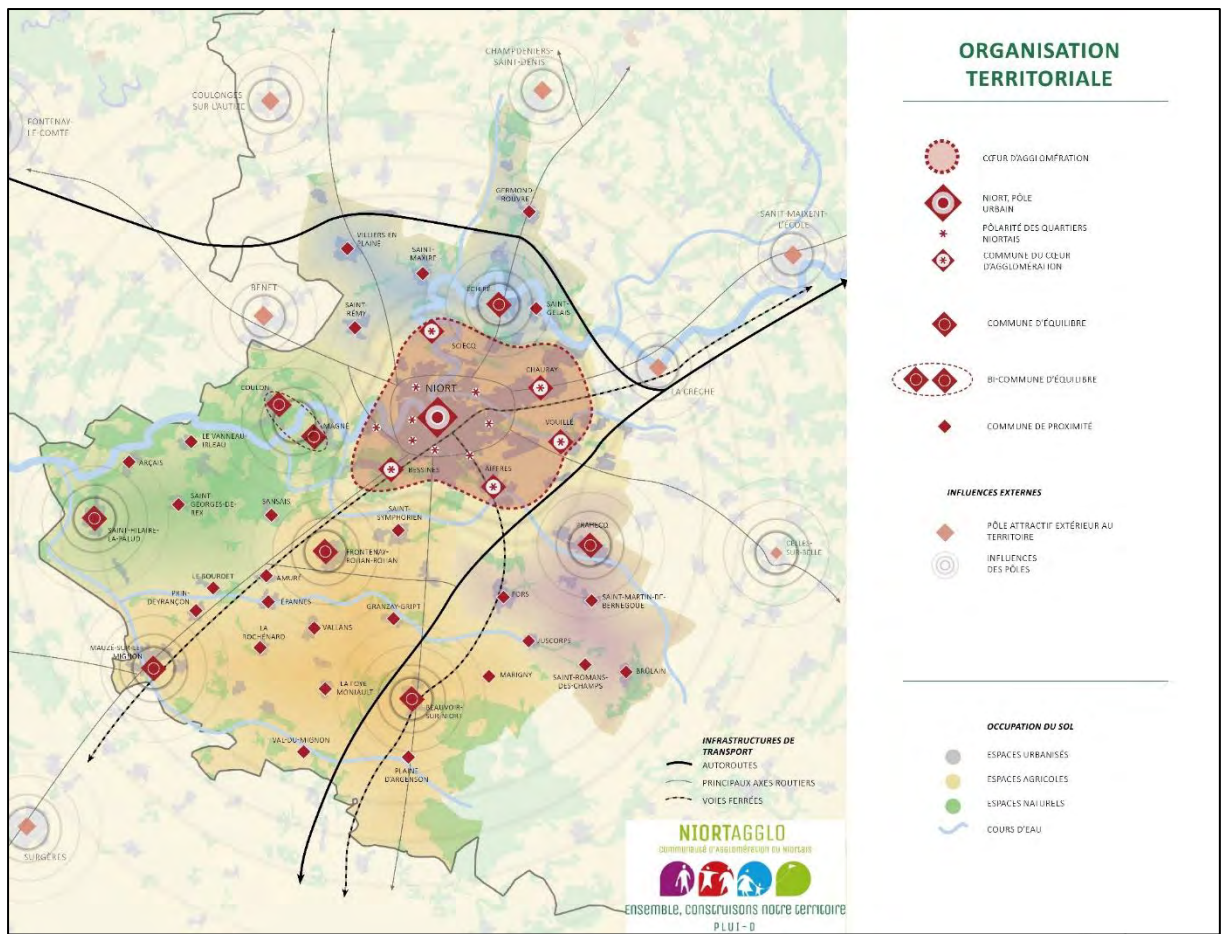 CHAMPDENIERS-
SAINT-DENIS
COULONGES
SUR L'AUTIZE
FONTENAY-
LE-COMTE
GERMOND-
ROUVRE
SANIT-MAIXENT-
L'ECOLE
VILLIERS EN
PLAINE
SAINT-
MAXIRE
BENET
ÉCHIRÉ
SAINT-
GELAIS
SAINT-
RÉMY
SCIECQ
LA CRÈCHE
CHAURAY
NIORT
COULON
MAGNÉ
VOUILLÉ
LE VANNEAU-
IRLEAU
ARÇAIS
BESSINES
AIFFRES
SAINT-
GEORGES-DE-
REX
SANSAIS
SAINT-
SYMPHORIEN
SAINT-HILAIRE-
LA-PALUD
PRAHECQ
CELLES-
SUR-BELLE
FRONTENAY-
ROHAN-ROHAN
LE BOURDET
AMURE
PRIN-
DEYRANÇON
ÉPANNES
GRANZAY-GRIPT
FORS
SAINT-MARTIN-DE-
BERNEGOUE
LA
ROCHÉNARD
VALLANS
JUSCORPS
MAUZÉ-SUR-LE-
MIGNON
MARIGNY
SAINT-ROMANS-
DES-CHAMPS
BRÛLAIN
LA FOYE
MONJAULT
BEAUVOIR-
SUR-NIORT
VAL-DU-MIGNON
PLAINE
D'ARGENSON
SURGÈRES
INFRASTRUCTURES DE
TRANSPORT
AUTOROUTES
PRINCIPAUX AXES ROUTIERS
VOIES FERRÉES
NIORTAGGLO
COMMUNAUTÉ D'AGGLOMÉRATION DU NIORTAIS
ENSEMBLE, CONSTRUISONS NOTRE TERRITOIRE
PLUI-D
ORGANISATION
TERRITORIALE
CŒUR D'AGGLOMÉRATION
NIORT, PÔLE
URBAIN
PÔLARITÉ DES QUARTIERS
NIORTAIS
COMMUNE DU CŒUR
D'AGGLOMÉRATION
COMMUNE D'ÉQUILIBRE
BI-COMMUNE D'ÉQUILIBRE
COMMUNE DE PROXIMITÉ
INFLUENCES EXTERNES
PÔLE ATTRACTIF EXTÉRIEUR AU
TERRITOIRE
INFLUENCES
DES PÔLES
OCCUPATION DU SOL
ESPACES URBANISÉS
ESPACES AGRICOLES
ESPACES NATURELS
COURS D'EAU